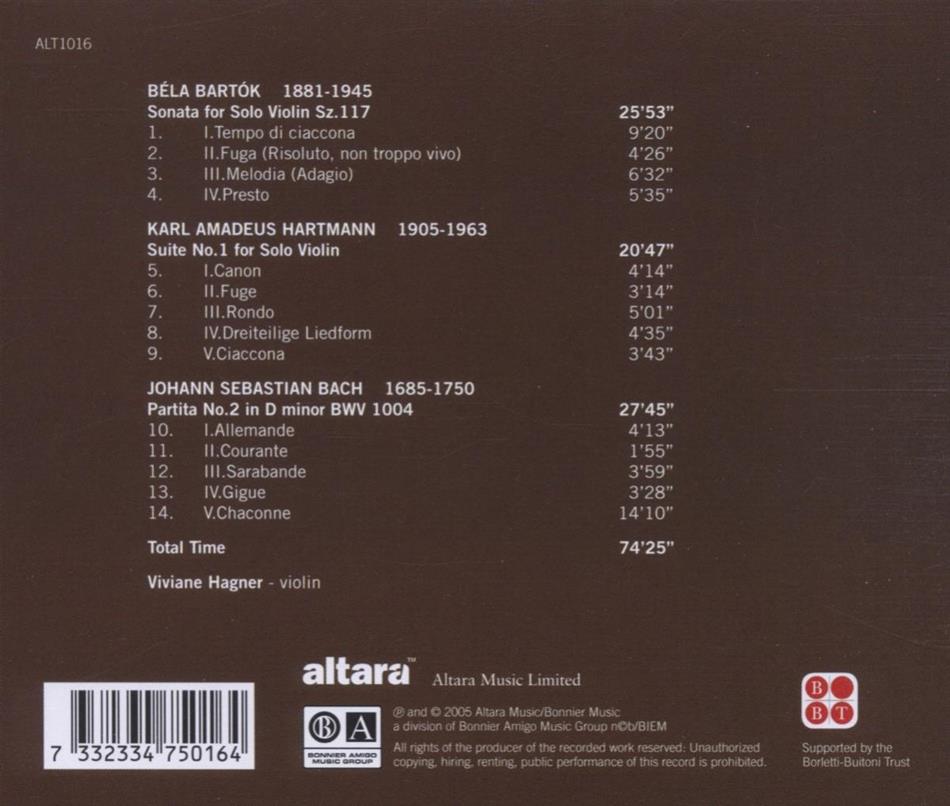 ALT1016
BÉLA BARTÓK 1881-1945
Sonata for Solo Violin Sz.117 25'53"
1. I.Tempo di ciaccona 9'20"
2. II.Fuga (Risoluto, non troppo vivo) 4'26"
3. III.Melodia (Adagio) 6'32"
4. IV.Presto 5'35"
KARL AMADEUS HARTMANN 1905-1963
Suite No.1 for Solo Violin 20'47"
5. I.Canon 4'14"
6. II.Fuge 3'14"
7. III.Rondo 5'01"
8. IV.Dreiteilige Liedform 4'35"
9. V.Ciaccona 3'43"
JOHANN SEBASTIAN BACH 1685-1750
Partita No.2 in D minor BWV 1004 27'45"
10. I.Allemande 4'13"
11. II.Courante 1'55"
12. III.Sarabande 3'59"
13. IV.Gigue 3'28"
14. V.Chaconne 14'10"
Total Time 74'25"
Viviane Hagner - violin
altara™ Altara Music Limited
B A
BONNIER AMIGO
MUSIC GROUP
℗ and © 2005 Altara Music/Bonnier Music
a division of Bonnier Amigo Music Group n©b/BIEM
All rights of the producer of the recorded work reserved: Unauthorized
copying, hiring, renting, public performance of this record is prohibited.
B
B T
Supported by the
Borletti-Buitoni Trust
7 332334 750164